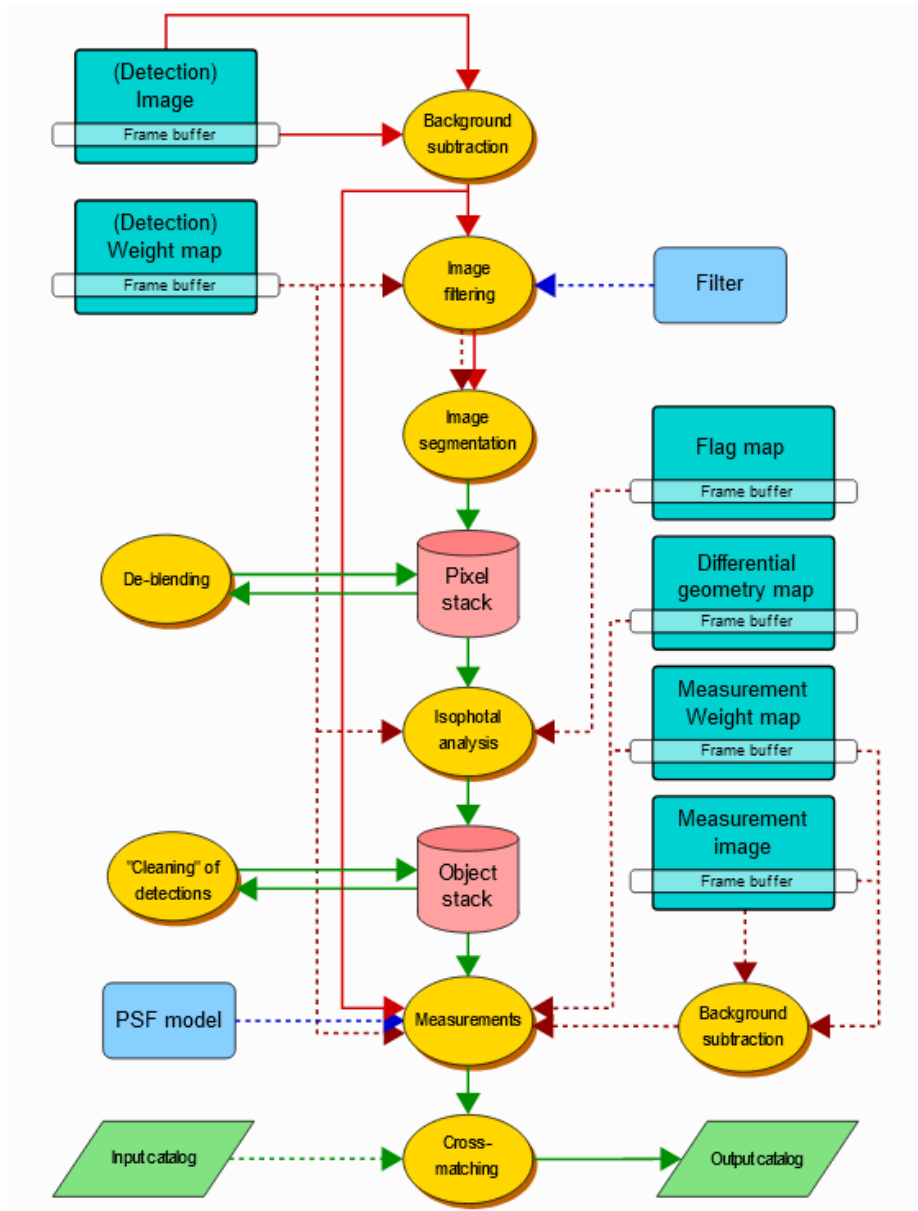 (Detection)
Image
Frame buffer
Background
subtraction
(Detection)
Weight map
Frame buffer
Image
filtering
Filter
Image
segmentation
Flag map
Frame buffer
De-blending
Pixel
stack
Differential
geometry map
Frame buffer
Isophotal
analysis
Measurement
Weight map
Frame buffer
"Cleaning" of
detections
Object
stack
Measurement
image
Frame buffer
PSF model
Measurements
Background
subtraction
Input catalog
Cross-
matching
Output catalog